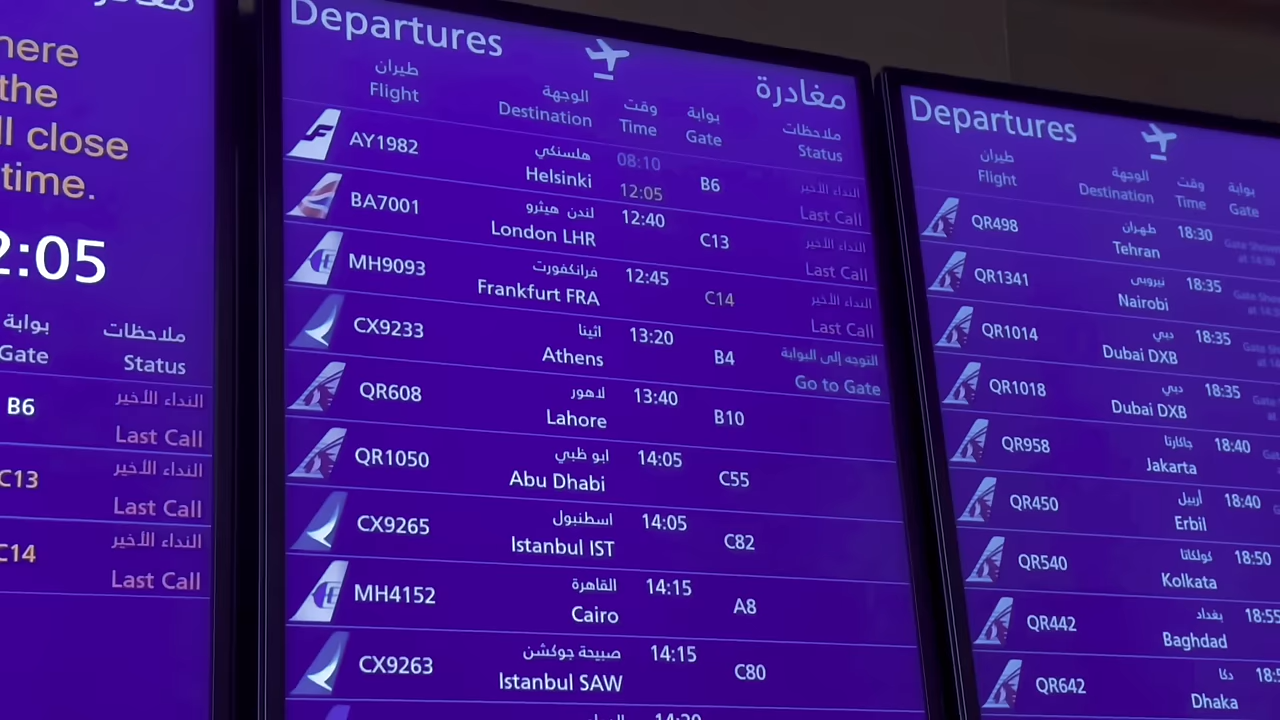 here
the
ll close
time.
2:05
بوابة ملاحظات
Gate Status
B6 النداء الأخير
Last Call
C13 النداء الأخير
Last Call
C14 النداء الأخير
Last Call
Departures مغادرة
طيران الوجهة وقت بوابة ملاحظات
Flight Destination Time Gate Status
AY1982 هلسنكي 08:10 B6 النداء الأخير
Helsinki 12:05 Last Call
BA7001 لندن هيثرو 12:40 C13 النداء الأخير
London LHR Last Call
MH9093 فرانكفورت 12:45 C14 النداء الأخير
Frankfurt FRA Last Call
CX9233 اثينا 13:20 B4 التوجه إلى البوابة
Athens Go to Gate
QR608 لاهور 13:40 B10
Lahore
QR1050 ابو ظبي 14:05 C55
Abu Dhabi
CX9265 اسطنبول 14:05 C82
Istanbul IST
MH4152 القاهرة 14:15 A8
Cairo
CX9263 صبيحة جوكشن 14:15 C80
Istanbul SAW
14:20
Departures
طيران الوجهة وقت بوابة
Flight Destination Time Gate
QR498 طهران 18:30
Tehran
QR1341 نيروبي 18:35
Nairobi
QR1014 دبي 18:35
Dubai DXB
QR1018 دبي 18:35
Dubai DXB
QR958 جاكارتا 18:40
Jakarta
QR450 أربيل 18:40
Erbil
QR540 كولكاتا 18:50
Kolkata
QR442 بغداد 18:55
Baghdad
QR642 دكا
Dhaka